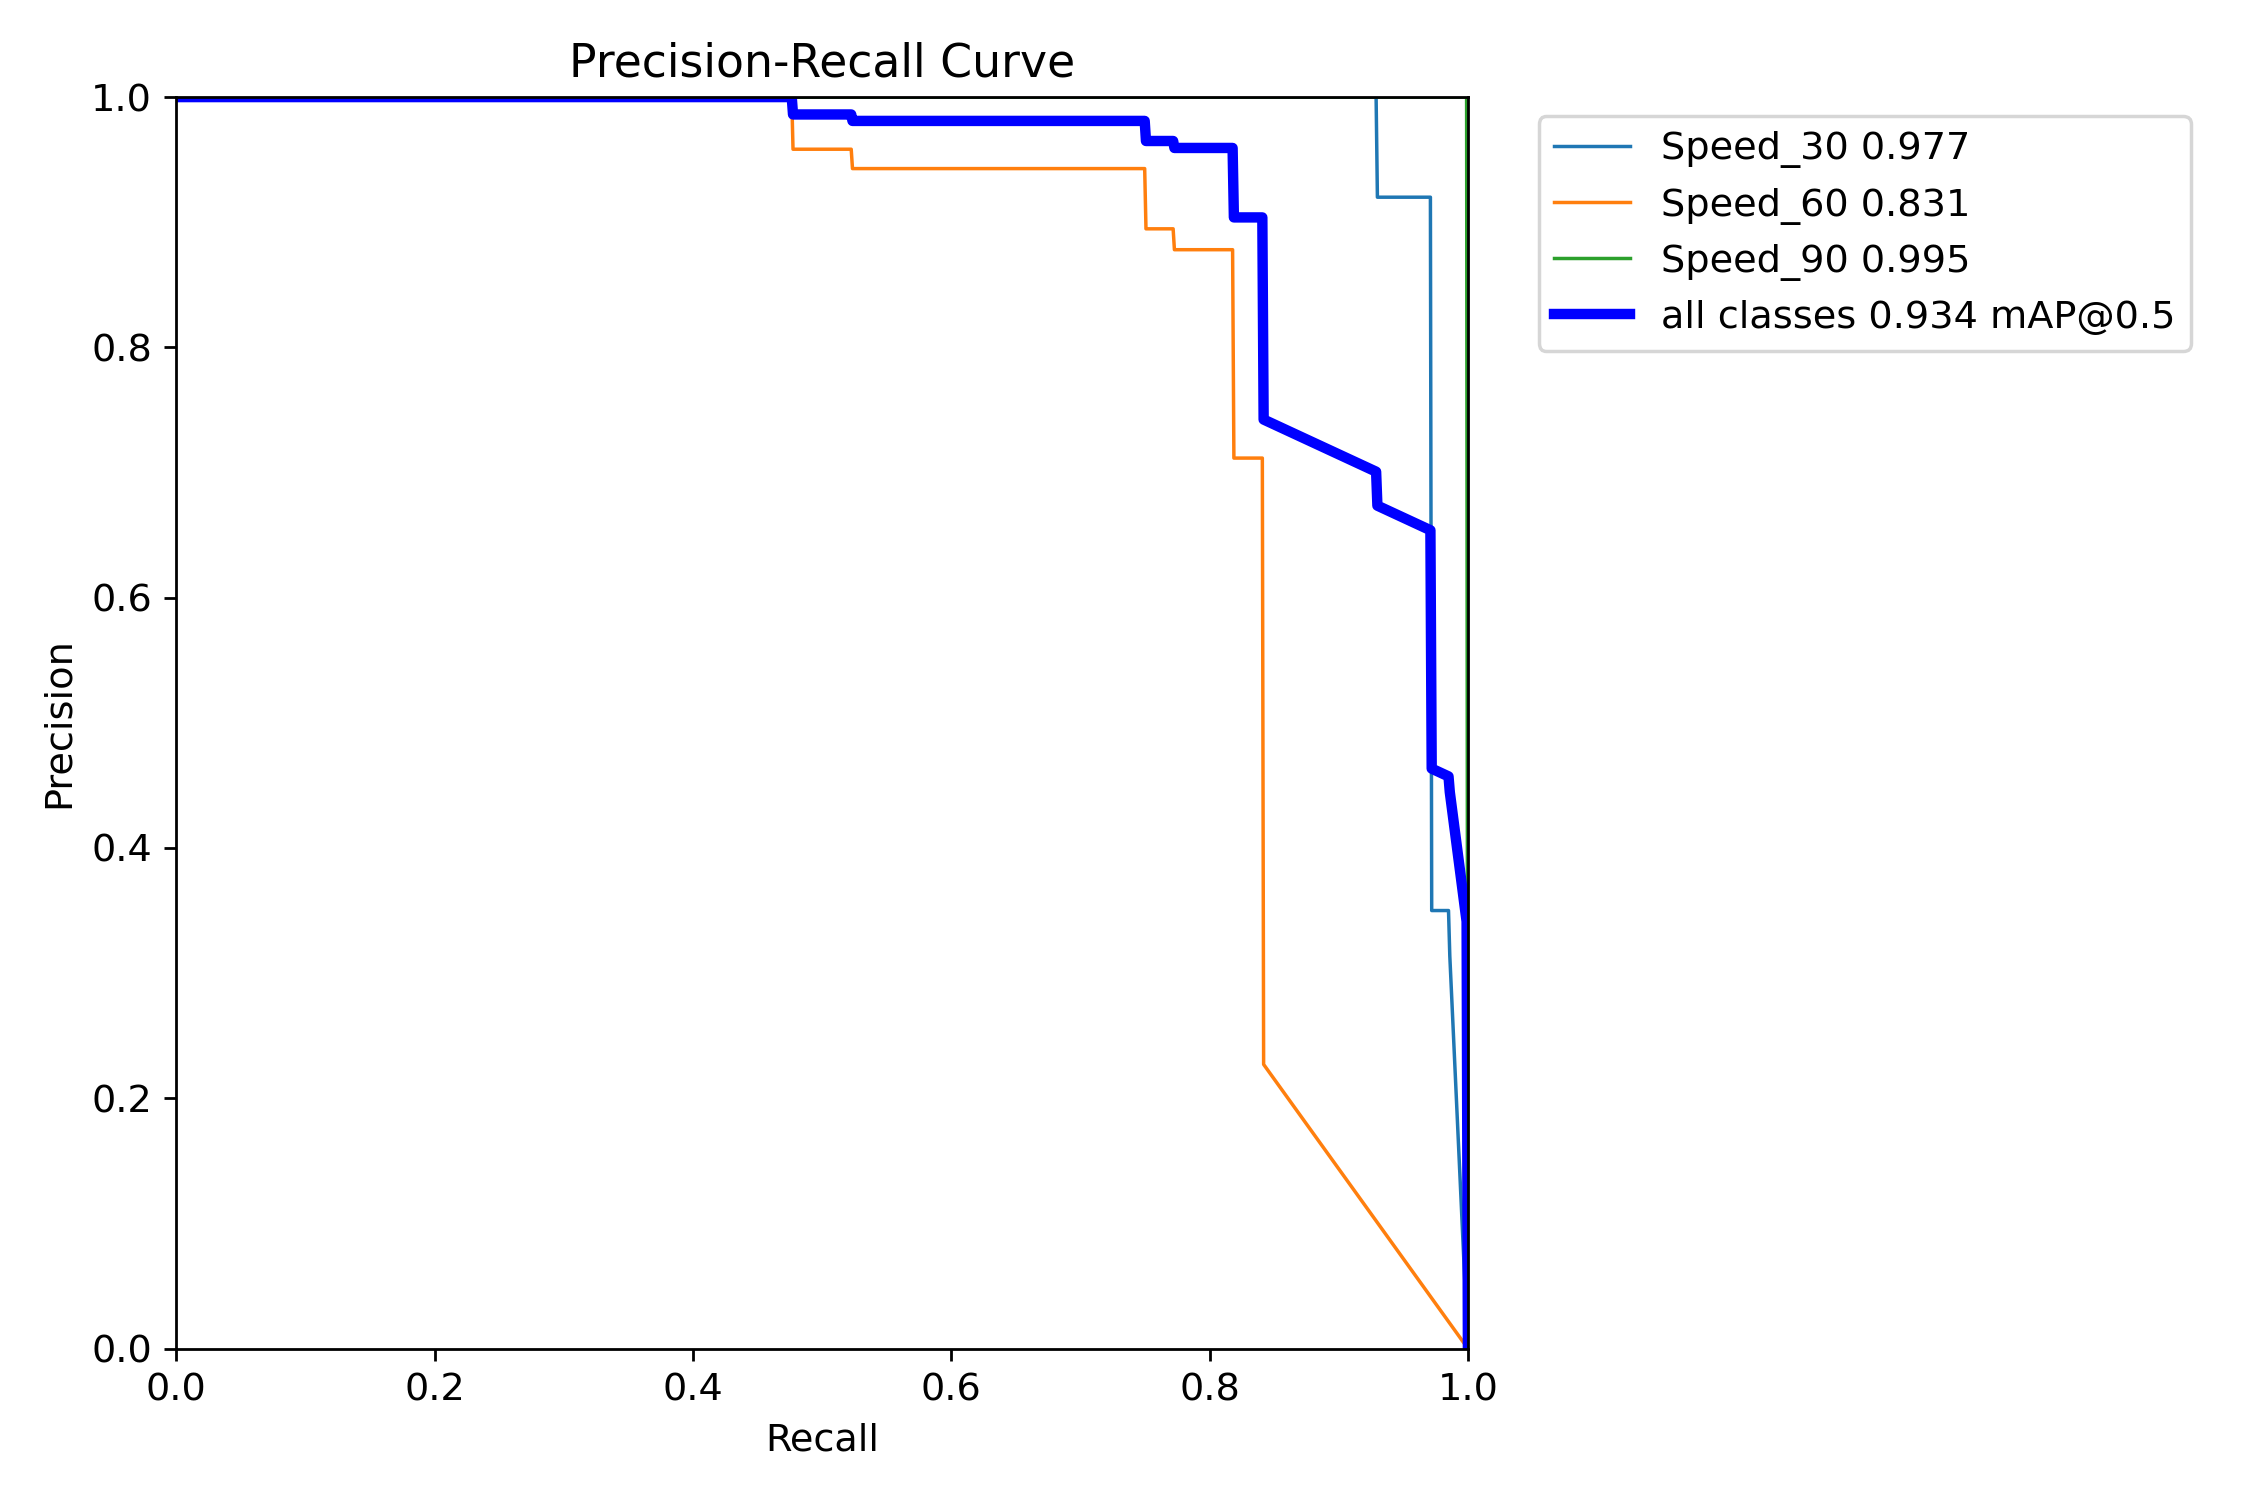 Precision-Recall Curve
1.0
0.8
0.6
0.4
0.2
0.0
Precision
0.0 0.2 0.4 0.6 0.8 1.0
Recall
Speed_30 0.977
Speed_60 0.831
Speed_90 0.995
all classes 0.934 mAP@0.5